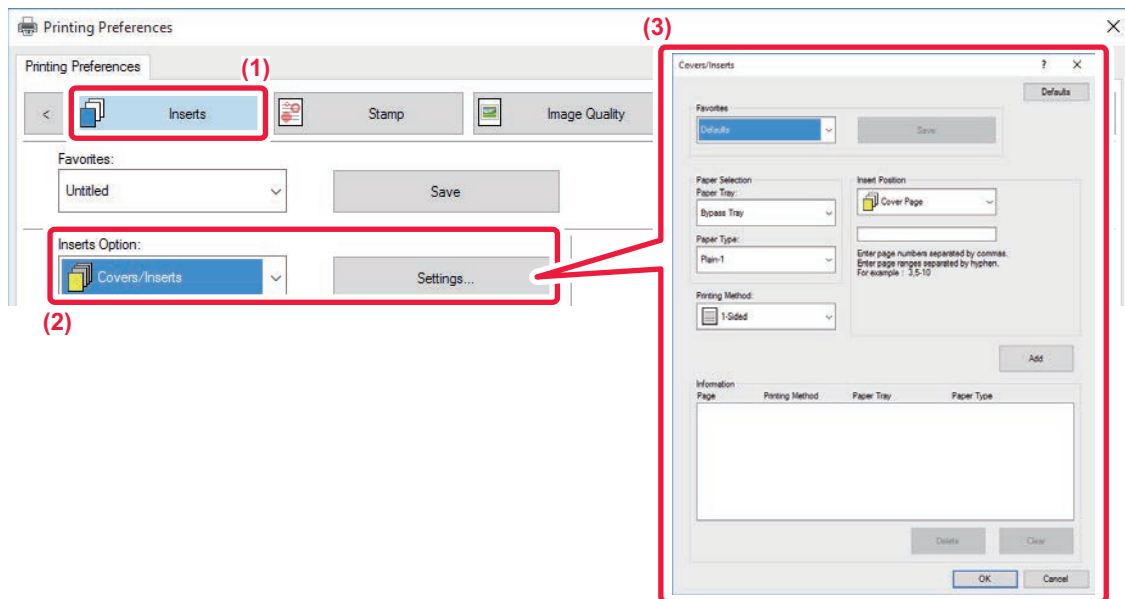 Printing Preferences
(3)
Printing Preferences
(1)
< Inserts Stamp Image Quality
Favorites:
Untitled Save
Inserts Option:
Covers/Inserts Settings...
(2)
Covers/Inserts ? X
Defaults
Favorites
Defaults Save
Paper Selection Insert Position
Paper Tray: Cover Page
Bypass Tray
Paper Type:
Plain-1
Enter page numbers separated by commas.
Enter page ranges separated by hyphen.
For example : 3,5-10
Printing Method:
1-Sided
Add
Information
Page Printing Method Paper Tray Paper Type
Delete Clear
OK Cancel